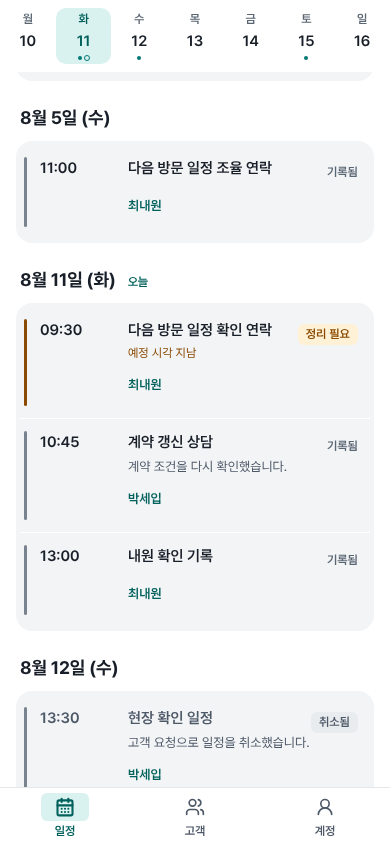 월 화 수 목 금 토 일
10 11 12 13 14 15 16
8월 5일 (수)
11:00 다음 방문 일정 조율 연락 기록됨
최내원
8월 11일 (화) 오늘
09:30 다음 방문 일정 확인 연락 정리 필요
예정 시각 지남
최내원
10:45 계약 갱신 상담 기록됨
계약 조건을 다시 확인했습니다.
박세입
13:00 내원 확인 기록 기록됨
최내원
8월 12일 (수)
13:30 현장 확인 일정 취소됨
고객 요청으로 일정을 취소했습니다.
박세입
일정 고객 계정